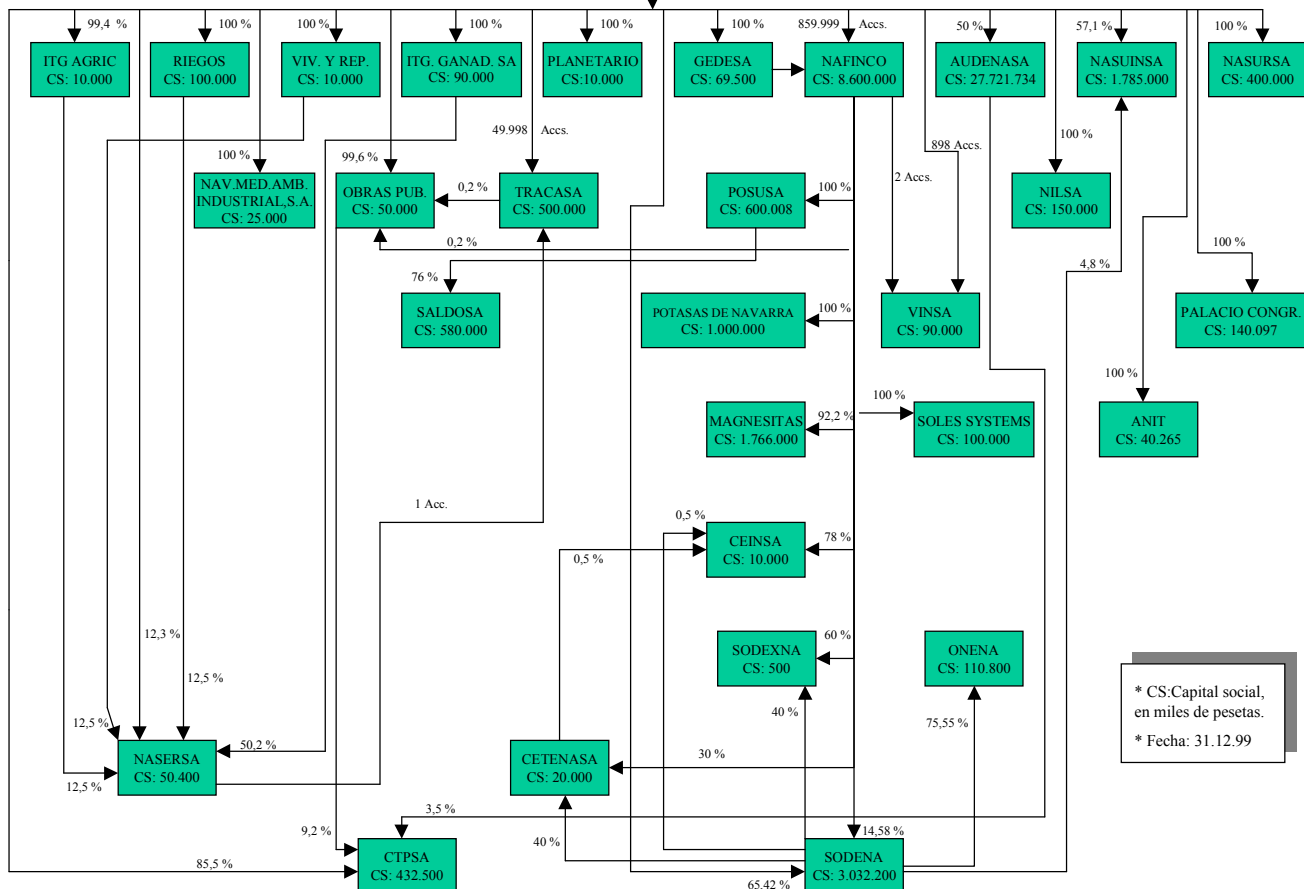 99,4 %
100 %
100 %
100 %
100 %
100 %
859.999 Accs.
50 %
57,1 %
100 %
ITG AGRIC
CS: 10.000
RIEGOS
CS: 100.000
VIV. Y REP.
CS: 10.000
ITG. GANAD. SA
CS: 90.000
PLANETARIO
CS:10.000
GEDESA
CS: 69.500
NAFINCO
CS: 8.600.000
AUDENASA
CS: 27.721.734
NASUINSA
CS: 1.785.000
NASURSA
CS: 400.000
49.998 Accs.
100 %
99,6 %
898 Accs.
100 %
NAV.MED.AMB.
INDUSTRIAL,S.A.
CS: 25.000
OBRAS PUB.
CS: 50.000
0,2 %
TRACASA
CS: 500.000
POSUSA
CS: 600.008
100 %
2 Accs.
NILSA
CS: 150.000
0,2 %
100 %
76 %
4,8 %
SALDOSA
CS: 580.000
POTASAS DE NAVARRA
CS: 1.000.000
100 %
VINSA
CS: 90.000
PALACIO CONGR.
CS: 140.097
100 %
MAGNESITAS
CS: 1.766.000
92,2 %
100 %
SOLES SYSTEMS
CS: 100.000
ANIT
CS: 40.265
1 Acc.
0,5 %
CEINSA
CS: 10.000
78 %
0,5 %
12,3 %
12,5 %
SODEXNA
CS: 500
60 %
ONENA
CS: 110.800
40 %
75,55 %
* CS:Capital social,
en miles de pesetas.
* Fecha: 31.12.99
12,5 %
NASERSA
CS: 50.400
50,2 %
12,5 %
CETENASA
CS: 20.000
30 %
3,5 %
9,2 %
40 %
14,58 %
85,5 %
CTPSA
CS: 432.500
65,42 %
SODENA
CS: 3.032.200